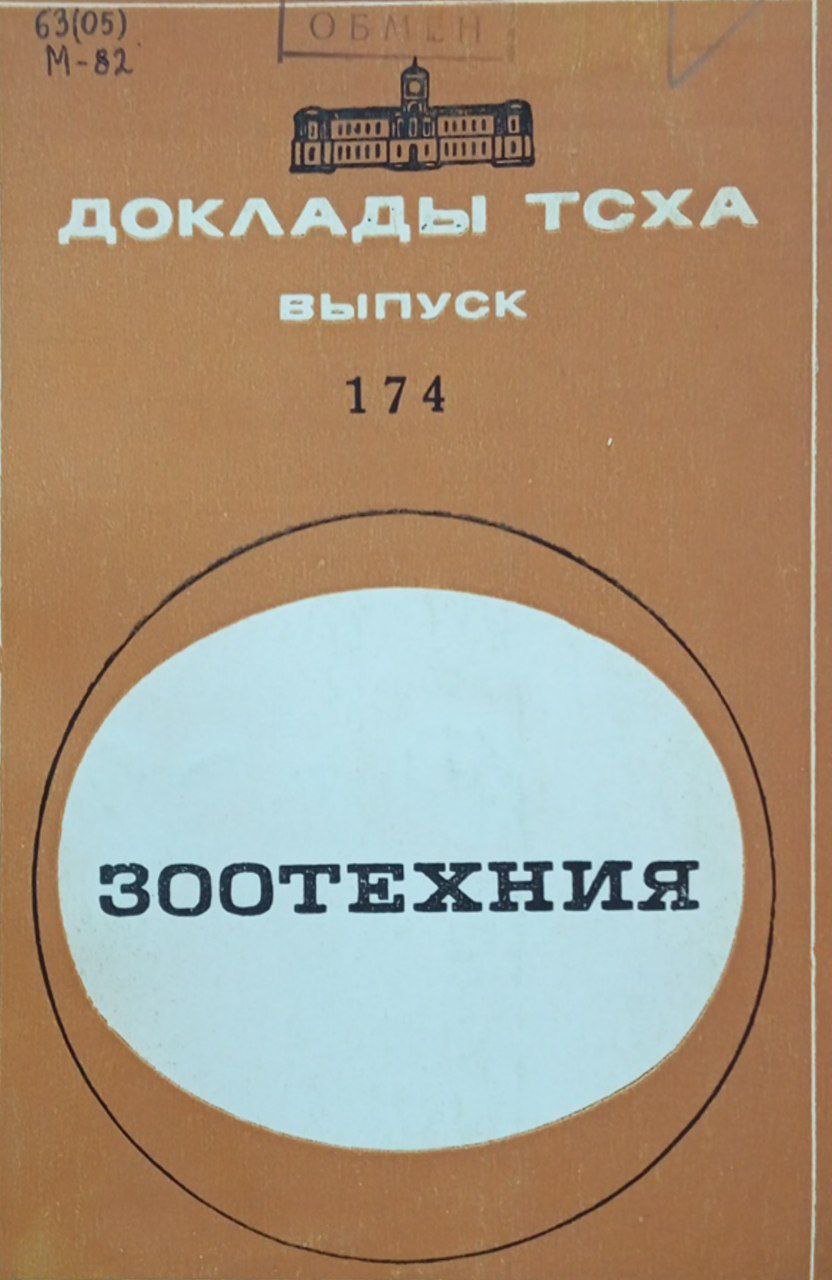 63(05)
М-82
ОБМЕН
ДОКЛАДЫ ТСХА
ВЫПУСК
174
ЗООТЕХНИЯ